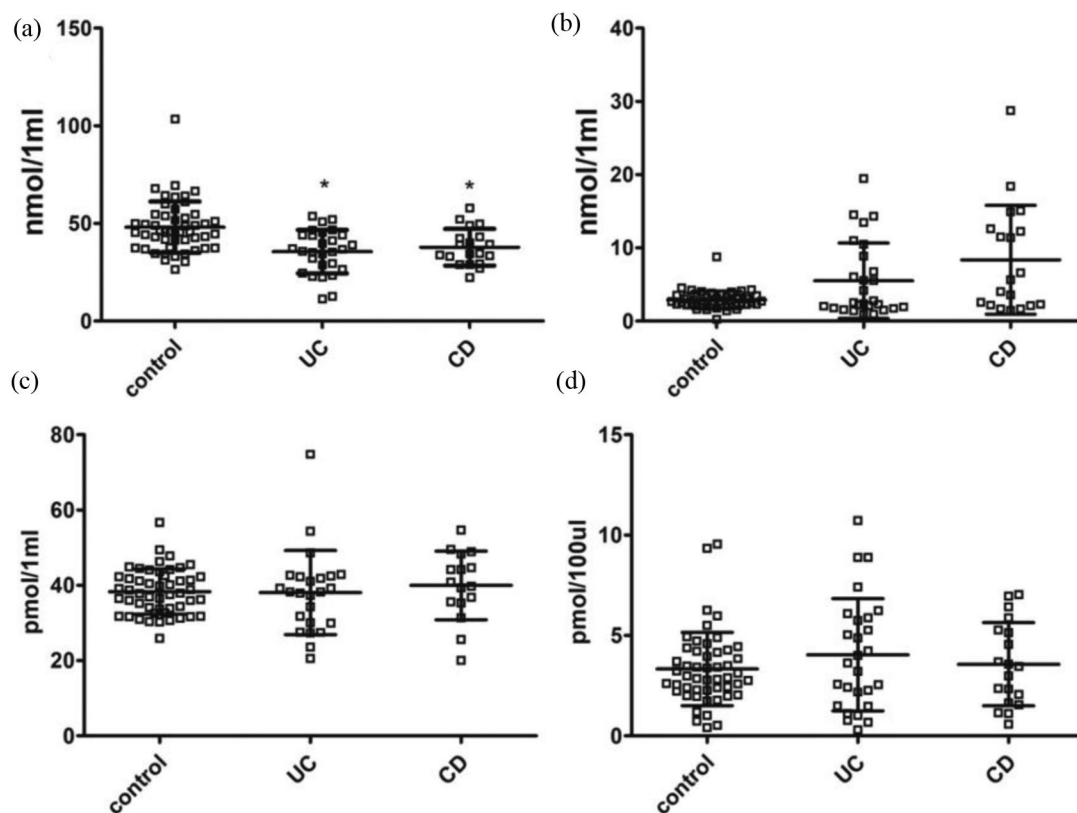 (a)
nmol/1ml
150
100
50
0
*
*
control
UC
CD
(b)
nmol/1ml
40
30
20
10
0
control
UC
CD
(c)
pmol/1ml
80
60
40
20
0
control
UC
CD
(d)
pmol/100ul
15
10
5
0
control
UC
CD